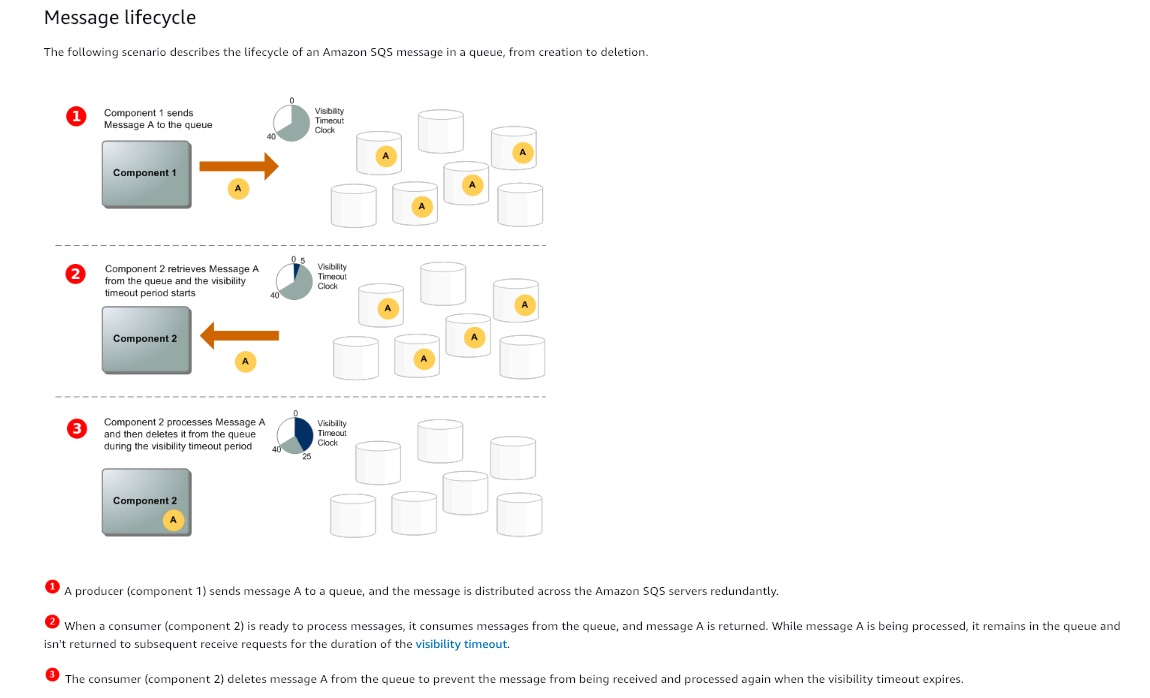 Message lifecycle
The following scenario describes the lifecycle of an Amazon SQS message in a queue, from creation to deletion.
1
Component 1 sends
Message A to the queue
0
40
Visibility
Timeout
Clock
Component 1
A
A
A
A
A
2
Component 2 retrieves Message A
from the queue and the visibility
timeout period starts
0 5
40
Visibility
Timeout
Clock
Component 2
A
A
A
A
A
3
Component 2 processes Message A
and then deletes it from the queue
during the visibility timeout period
0
40
25
Visibility
Timeout
Clock
Component 2
A
1 A producer (component 1) sends message A to a queue, and the message is distributed across the Amazon SQS servers redundantly.
2 When a consumer (component 2) is ready to process messages, it consumes messages from the queue, and message A is returned. While message A is being processed, it remains in the queue and
isn't returned to subsequent receive requests for the duration of the visibility timeout.
3 The consumer (component 2) deletes message A from the queue to prevent the message from being received and processed again when the visibility timeout expires.